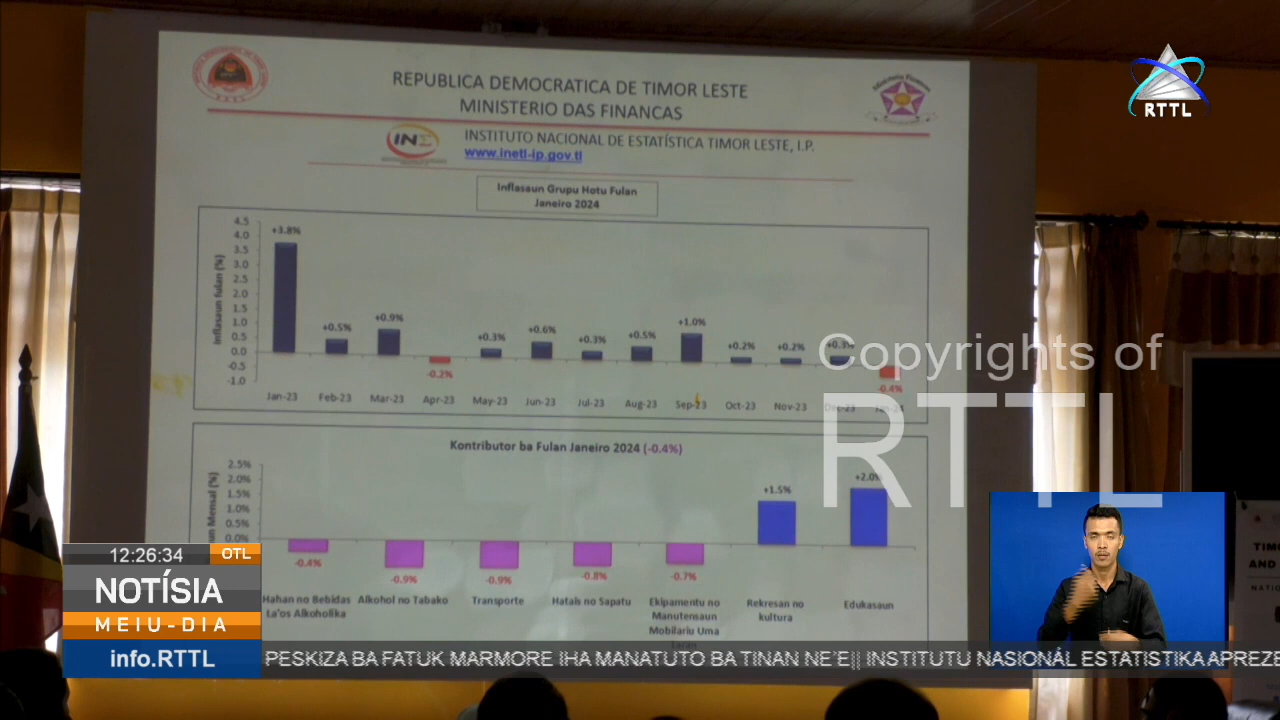 REPUBLICA DEMOCRATICA DE TIMOR LESTE
MINISTERIO DAS FINANCAS
INSTITUTO NACIONAL DE ESTATÍSTICA TIMOR LESTE, I.P.
www.inetl-ip.gov.tl
RTTL
Inflasaun Grupu Hotu Fulan
Janeiro 2024
Inflasaun fulan (%)
4.5
4.0
3.5
3.0
2.5
2.0
1.5
1.0
0.5
0.0
-0.5
-1.0
+3.8% +0.5% +0.9% -0.2% +0.3% +0.6% +0.3% +0.5% +1.0% +0.2% +0.2% +0.3% -0.4%
Jan-23 Feb-23 Mar-23 Apr-23 May-23 Jun-23 Jul-23 Aug-23 Sep-23 Oct-23 Nov-23 Dec-23 Jan-24
Copyrights of
RTTL
Kontributor ba Fulan Janeiro 2024 (-0.4%)
Mensal (%)
2.5%
2.0%
1.5%
1.0%
0.5%
0.0%
-0.4% -0.9% -0.9% -0.8% -0.7% +1.5% +2.0%
Hahan no Bebidas
La'os Alkoholika
Alkohol no Tabako
Transporte
Hatais no Sapatu
Ekipamentu no
Manutensaun
Mobilariu Uma
Rekresan no
kultura
Edukasaun
12:26:34 OTL
NOTÍSIA
MEIU-DIA
info.RTTL
PESKIZA BA FATUK MARMORE IHA MANATUTO BA TINAN NE'E|| INSTITUTU NASIONÁL ESTATISTIKA APREZE